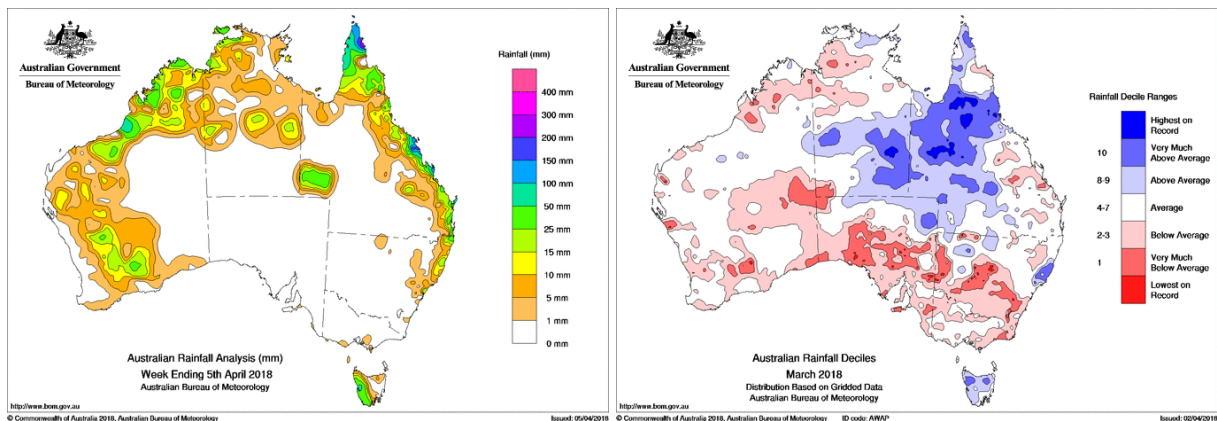 Australian Government
Bureau of Meteorology
Rainfall (mm)
400 mm
300 mm
200 mm
150 mm
100 mm
50 mm
25 mm
15 mm
10 mm
5 mm
1 mm
0 mm
Australian Rainfall Analysis (mm)
Week Ending 5th April 2018
Australian Bureau of Meteorology
http://www.bom.gov.au
© Commonwealth of Australia 2018, Australian Bureau of Meteorology
Issued: 05/04/2018
Australian Government
Bureau of Meteorology
Rainfall Decile Ranges
Highest on
Record
10 Very Much
Above Average
8-9 Above Average
4-7 Average
2-3 Below Average
1 Very Much
Below Average
Lowest on
Record
Australian Rainfall Deciles
March 2018
Distribution Based on Gridded Data
Australian Bureau of Meteorology
http://www.bom.gov.au
© Commonwealth of Australia 2018, Australian Bureau of Meteorology
ID code: AWAP
Issued: 02/04/2018